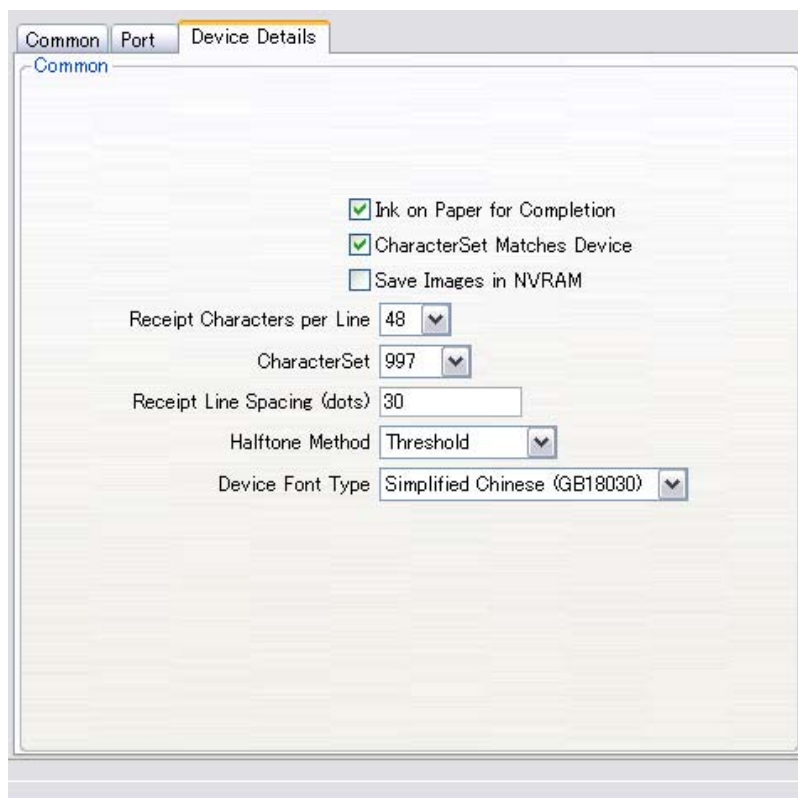 Common Port Device Details
Common
Ink on Paper for Completion
CharacterSet Matches Device
Save Images in NVRAM
Receipt Characters per Line 48
CharacterSet 997
Receipt Line Spacing (dots) 30
Halftone Method Threshold
Device Font Type Simplified Chinese (GB18030)